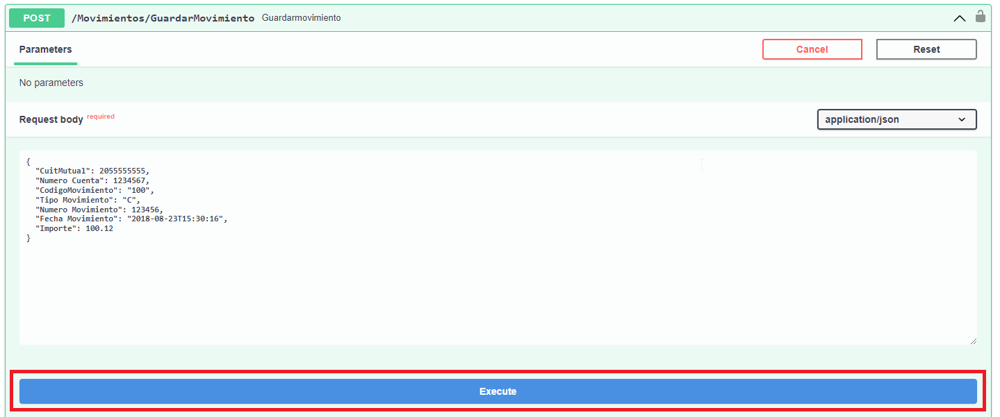 POST /Movimientos/GuardarMovimiento Guardarmovimiento
Parameters Cancel Reset
No parameters
Request body required application/json
{
  "CuitMutual": 2055555555,
  "Numero Cuenta": 1234567,
  "CodigoMovimiento": "100",
  "Tipo Movimiento": "C",
  "Numero Movimiento": 123456,
  "Fecha Movimiento": "2018-08-23T15:30:16",
  "Importe": 100.12
}
Execute